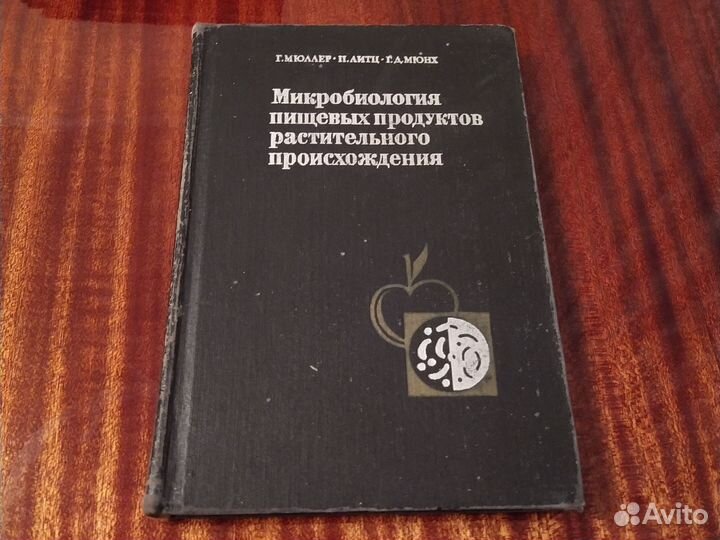 Г. МЮЛЛЕР · П. ЛИТЦ · Г. Д. МЮНХ
Микробиология
пищевых продуктов
растительного
происхождения
Avito